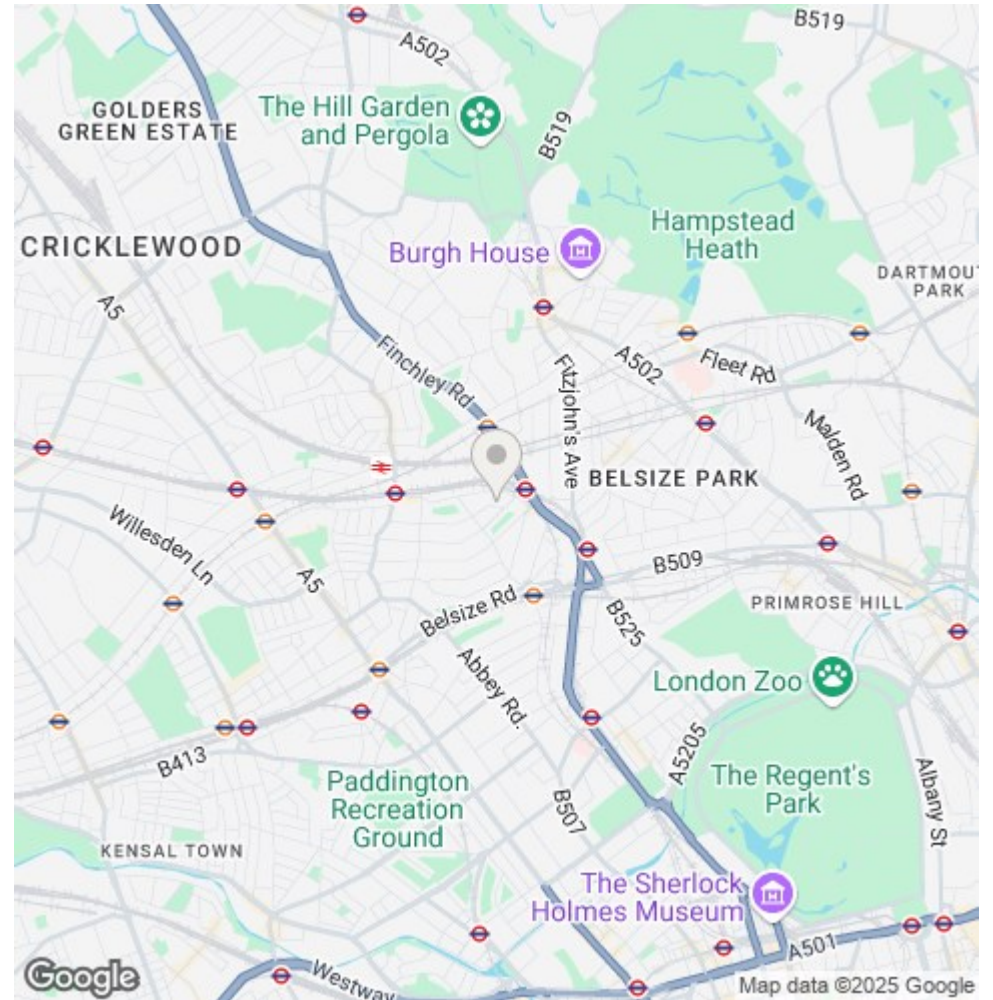 B519
A502
GOLDERS
GREEN ESTATE
The Hill Garden
and Pergola
B519
CRICKLEWOOD
Burgh House
Hampstead
Heath
DARTMOU
PARK
A5
Finchley Rd
Fitzjohn's Ave
A502
Fleet Rd
Malden Rd
BELSIZE PARK
Willesden Ln
A5
B509
Belsize Rd
B525
PRIMROSE HILL
Abbey Rd.
London Zoo
B413
A5205
The Regent's
Park
Albany St
Paddington
Recreation
Ground
B507
KENSAL TOWN
The Sherlock
Holmes Museum
A501
Westway
Google
Map data ©2025 Google